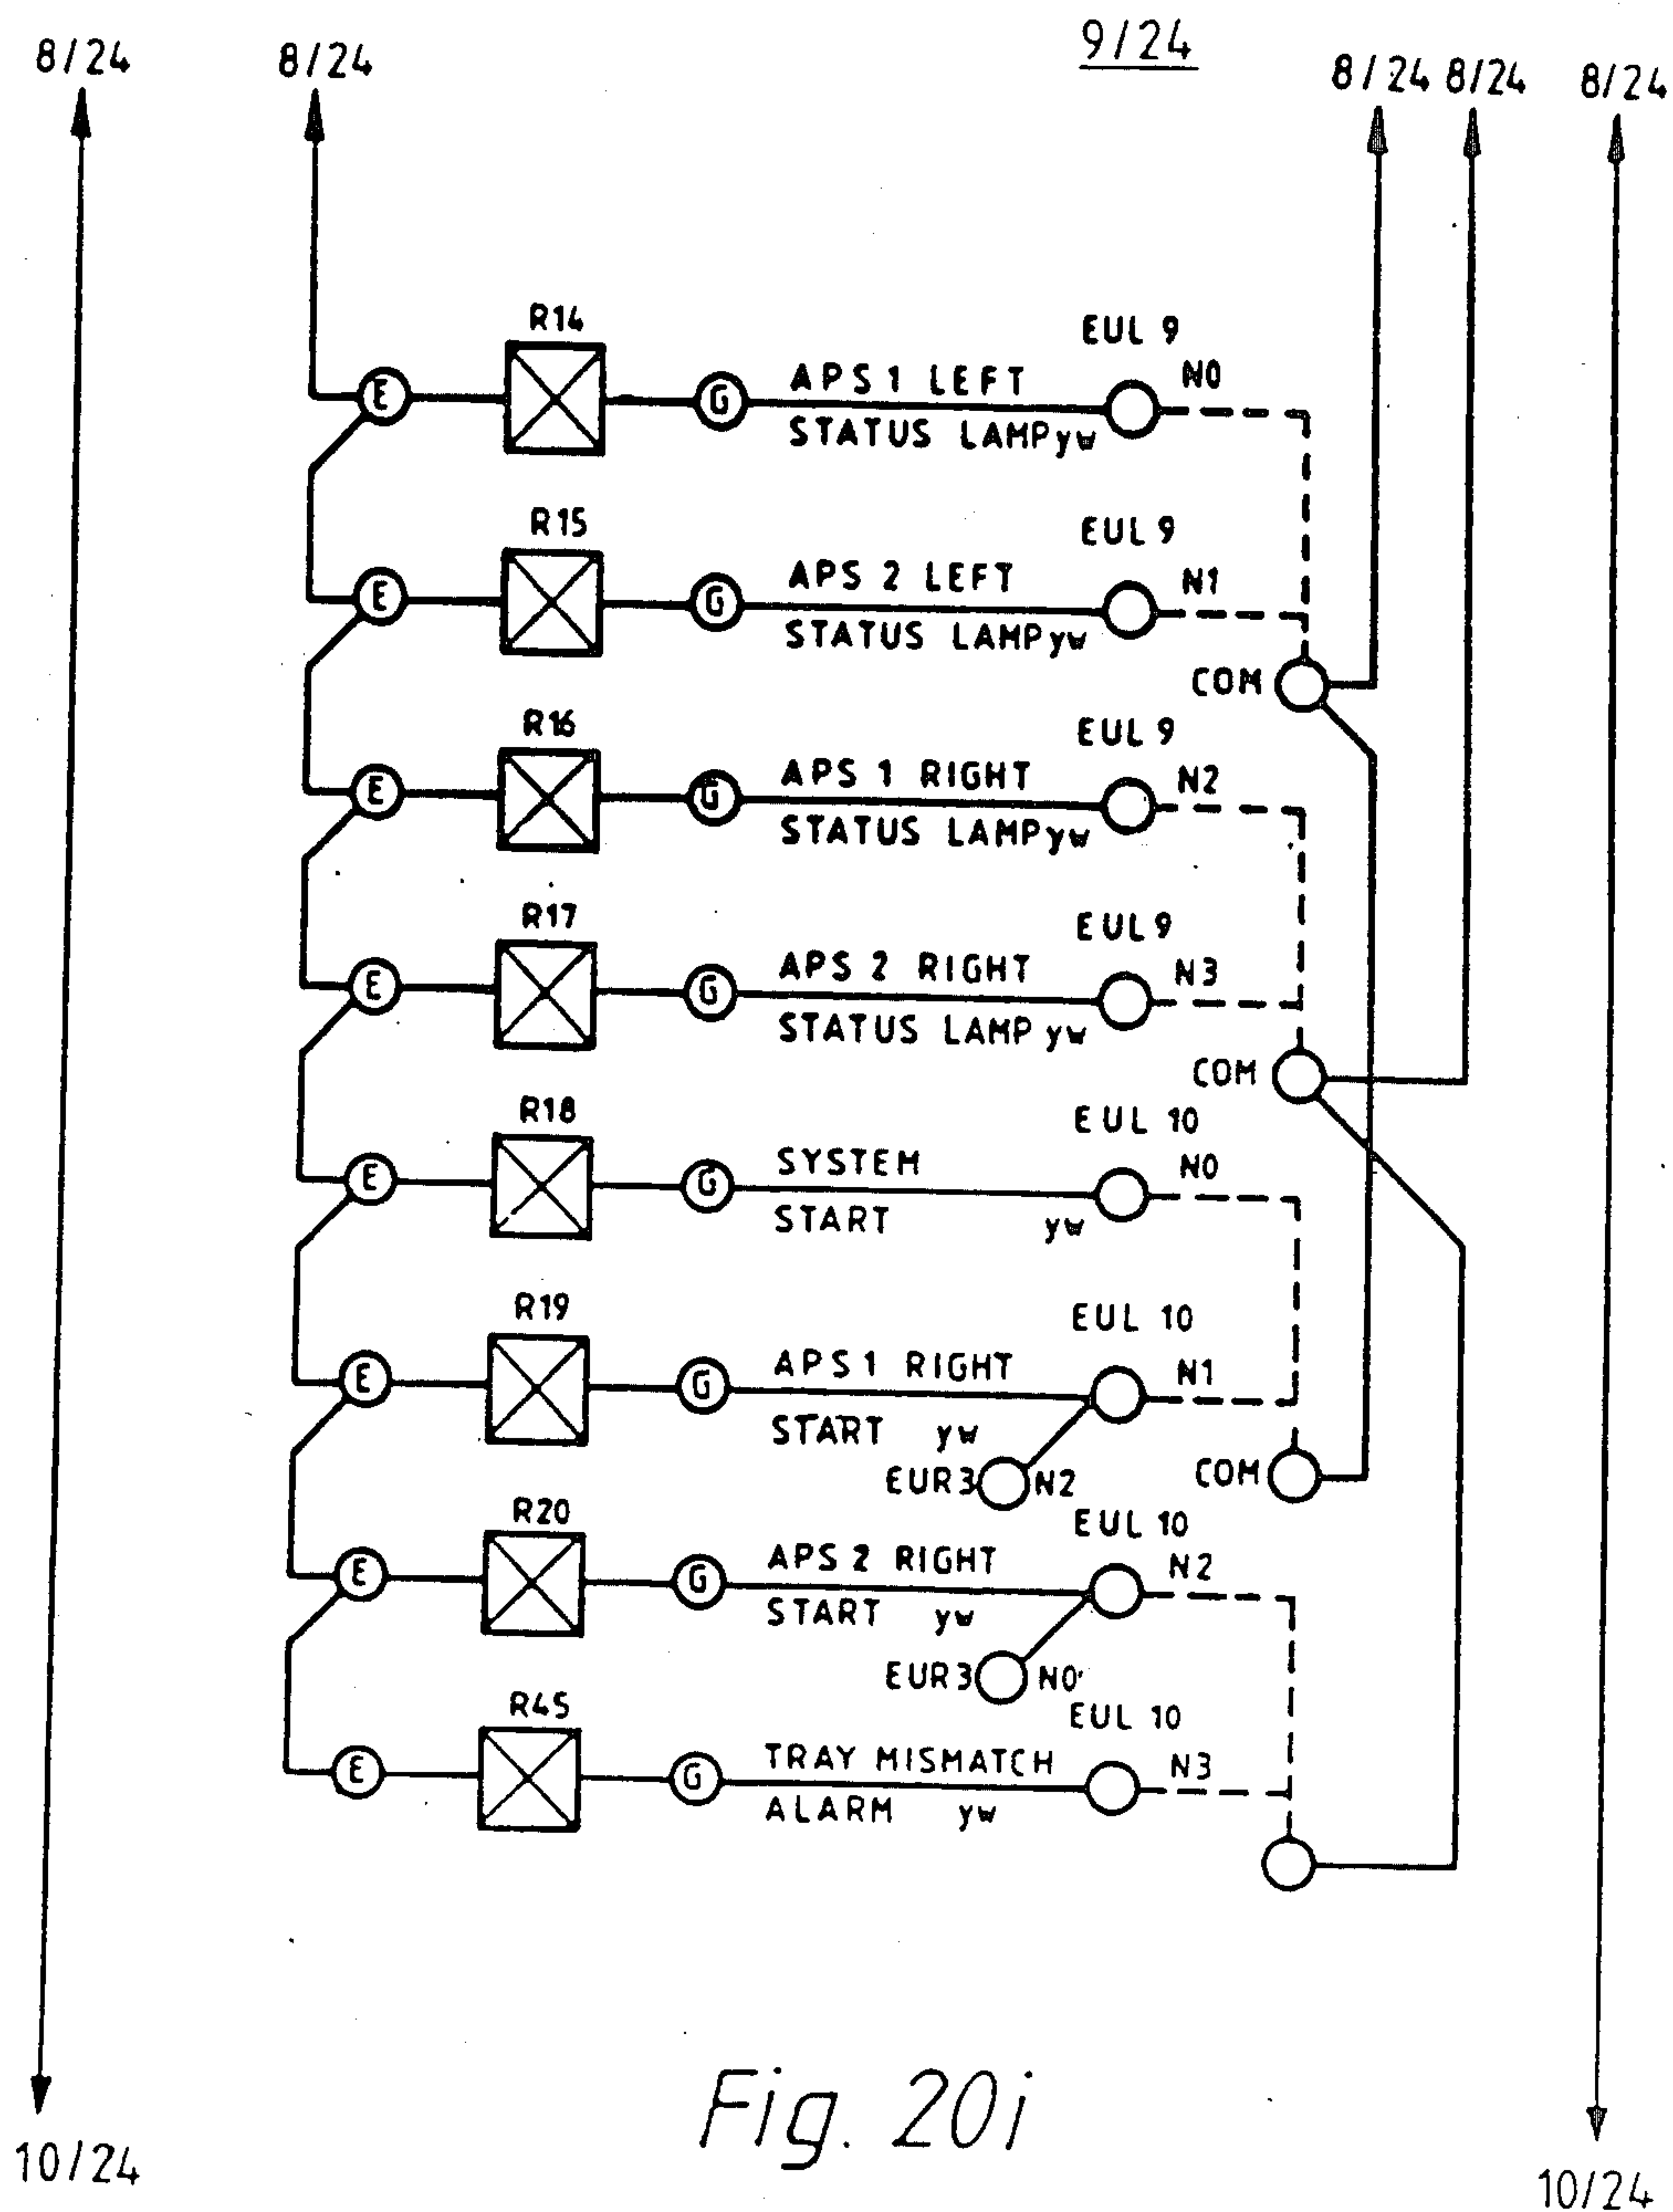 9/24
8/24
8/24
8/24
8/24
8/24
R14
EUL 9
E
G
APS 1 LEFT
N0
STATUS LAMP yw
R15
EUL 9
E
G
APS 2 LEFT
N1
STATUS LAMP yw
COM
R16
EUL 9
E
G
APS 1 RIGHT
N2
STATUS LAMP yw
R17
EUL 9
E
G
APS 2 RIGHT
N3
STATUS LAMP yw
COM
R18
EUL 10
E
G
SYSTEM
N0
START yw
R19
EUL 10
E
G
APS 1 RIGHT
N1
START yw
EUR3
N2
COM
R20
EUL 10
E
G
APS 2 RIGHT
N2
START yw
EUR3
N0
R45
EUL 10
E
G
TRAY MISMATCH
N3
ALARM yw
Fig. 20i
10/24
10/24